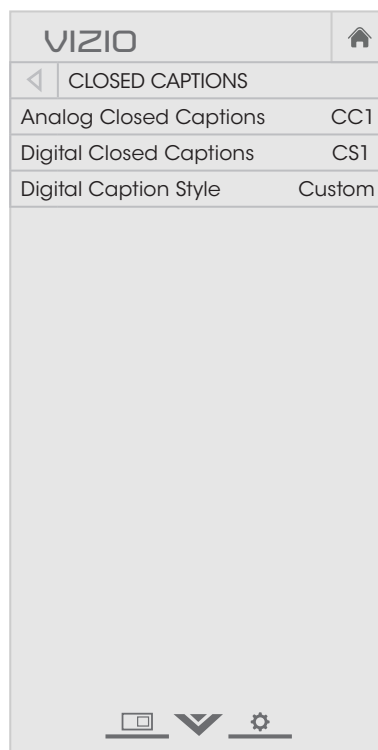 VIZIO
CLOSED CAPTIONS
Analog Closed Captions CC1
Digital Closed Captions CS1
Digital Caption Style Custom